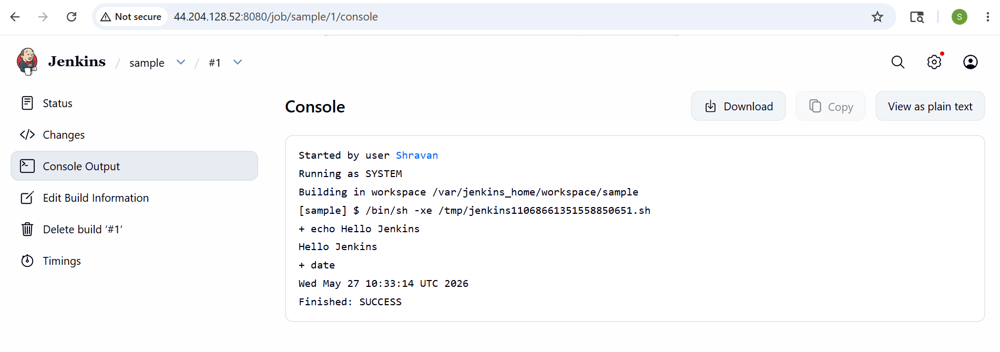 Not secure 44.204.128.52:8080/job/sample/1/console S
Jenkins / sample / #1
Status
Changes
Console Output
Edit Build Information
Delete build ‘#1’
Timings
Console Download Copy View as plain text
Started by user Shravan
Running as SYSTEM
Building in workspace /var/jenkins_home/workspace/sample
[sample] $ /bin/sh -xe /tmp/jenkins11068661351558850651.sh
+ echo Hello Jenkins
Hello Jenkins
+ date
Wed May 27 10:33:14 UTC 2026
Finished: SUCCESS